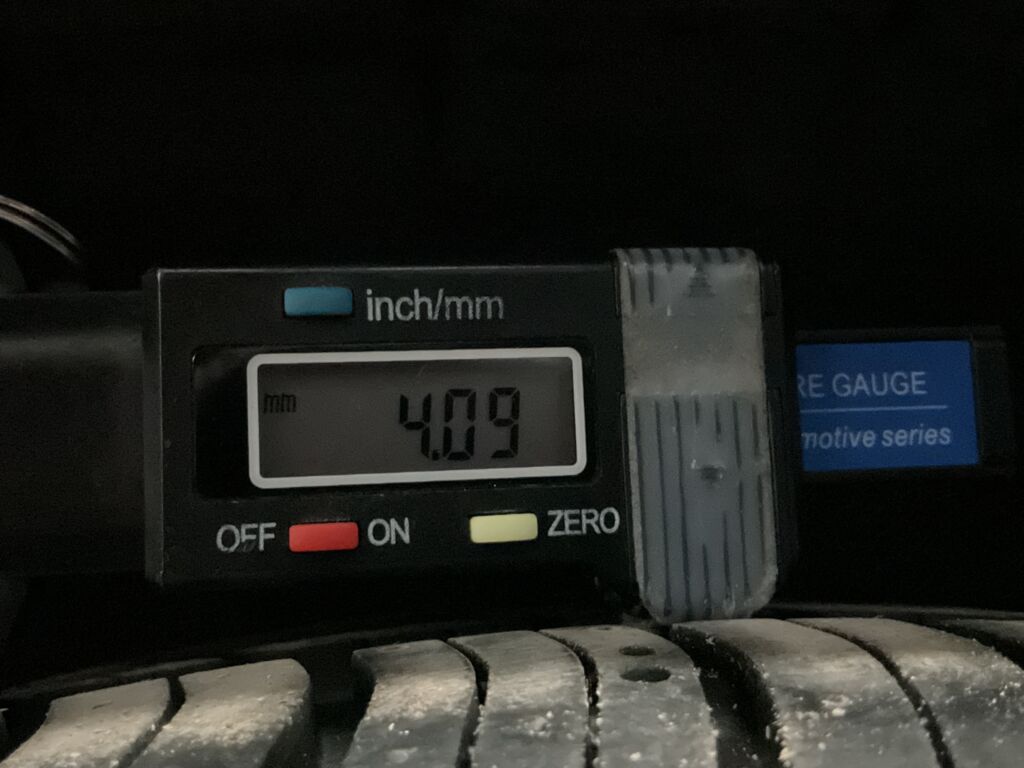 inch/mm
mm 4.09
OFF ON ZERO
RE GAUGE
motive series